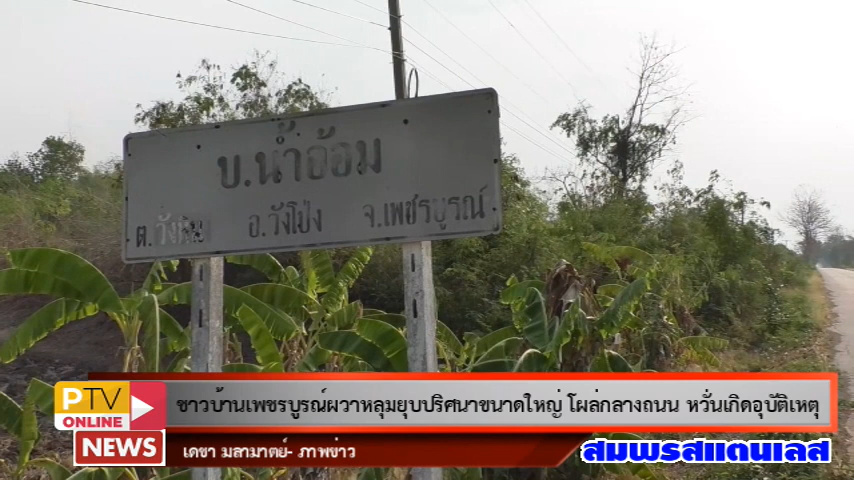 บ.น้ำอ้อม
ต.วังหิน อ.วังโป่ง จ.เพชรบูรณ์
PTV
ONLINE
NEWS
ชาวบ้านเพชรบูรณ์ผวาหลุมยุบปริศนาขนาดใหญ่ โผล่กลางถนน หวั่นเกิดอุบัติเหตุ
เดชา มลามาตย์- ภาพข่าว
สมพรสแตนเลส